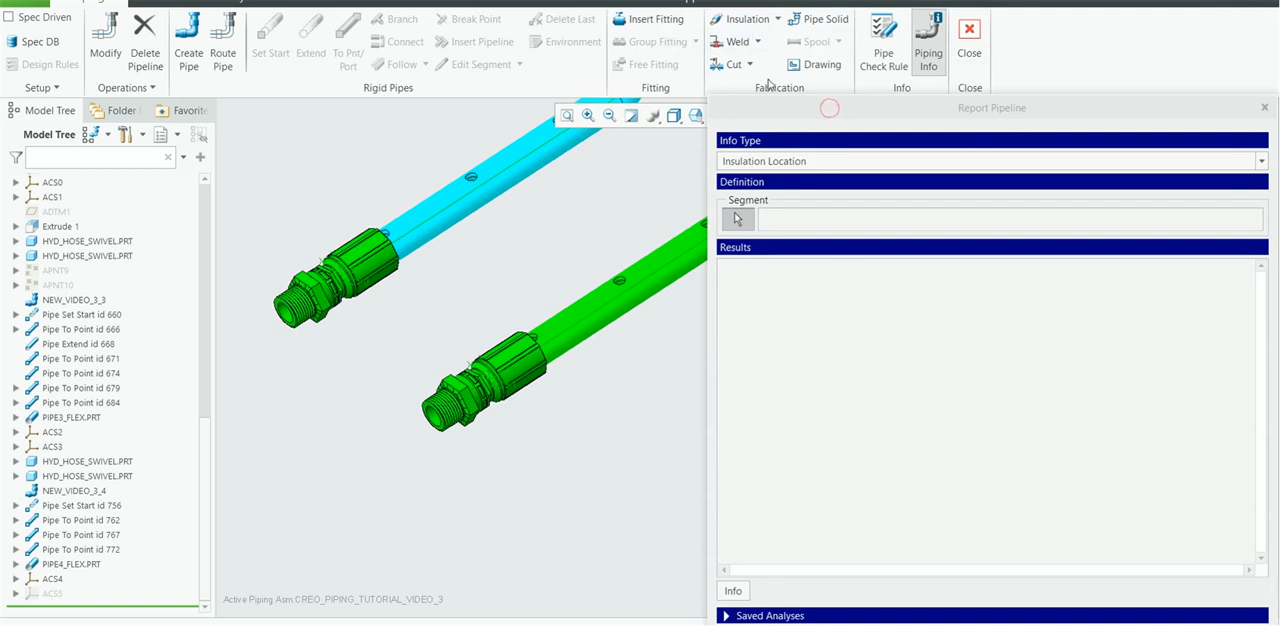 Spec Driven
Spec DB
Design Rules
Setup
Modify
Delete Pipeline
Operations
Create Pipe
Route Pipe
Set Start
Extend
To Pnt/ Port
Branch
Connect
Follow
Break Point
Insert Pipeline
Edit Segment
Delete Last
Environment
Rigid Pipes
Insert Fitting
Group Fitting
Free Fitting
Fitting
Insulation
Weld
Cut
Pipe Solid
Spool
Drawing
Fabrication
Pipe Check Rule
Piping Info
Info
Close
Close
Model Tree
Folder
Favorite
Model Tree
ACS0
ACS1
ADTM1
Extrude 1
HYD_HOSE_SWIVEL.PRT
HYD_HOSE_SWIVEL.PRT
APNT9
APNT10
NEW_VIDEO_3_3
Pipe Set Start id 660
Pipe To Point id 666
Pipe Extend id 668
Pipe To Point id 671
Pipe To Point id 674
Pipe To Point id 679
Pipe To Point id 684
PIPE3_FLEX.PRT
ACS2
ACS3
HYD_HOSE_SWIVEL.PRT
HYD_HOSE_SWIVEL.PRT
NEW_VIDEO_3_4
Pipe Set Start id 756
Pipe To Point id 762
Pipe To Point id 767
Pipe To Point id 772
PIPE4_FLEX.PRT
ACS4
ACS5
Active Piping Asm:CREO_PIPING_TUTORIAL_VIDEO_3
Report Pipeline
Info Type
Insulation Location
Definition
Segment
Results
Info
Saved Analyses